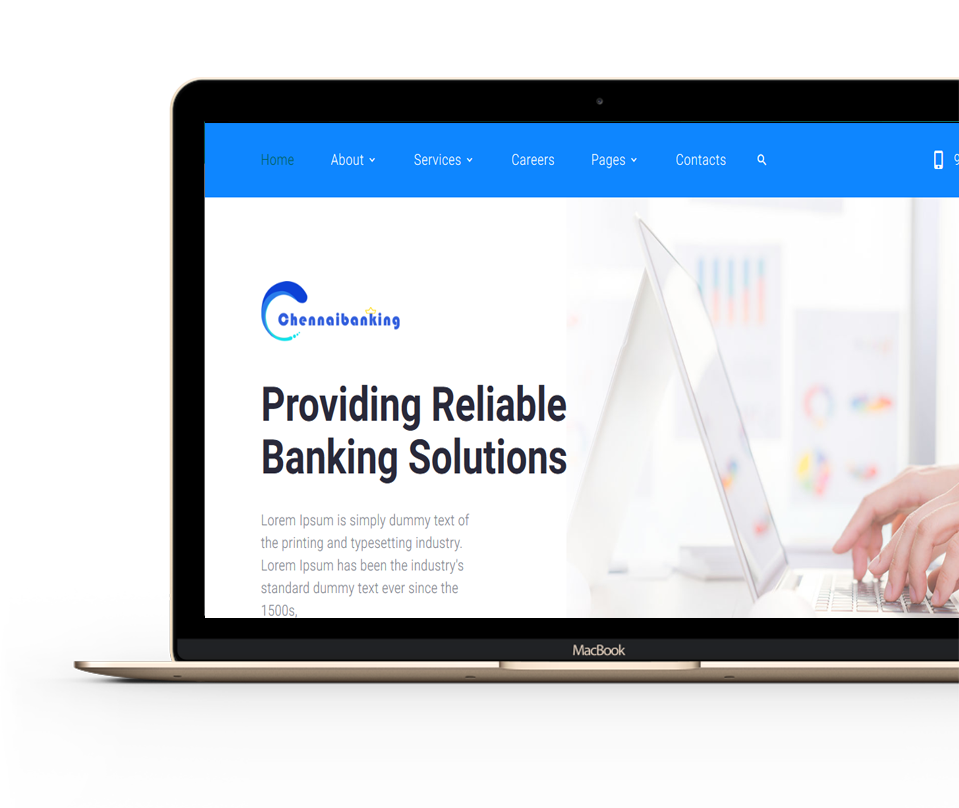 Home About Services Careers Pages Contacts 9
Chennaibanking
Providing Reliable
Banking Solutions
Lorem Ipsum is simply dummy text of
the printing and typesetting industry.
Lorem Ipsum has been the industry's
standard dummy text ever since the
1500s,
MacBook